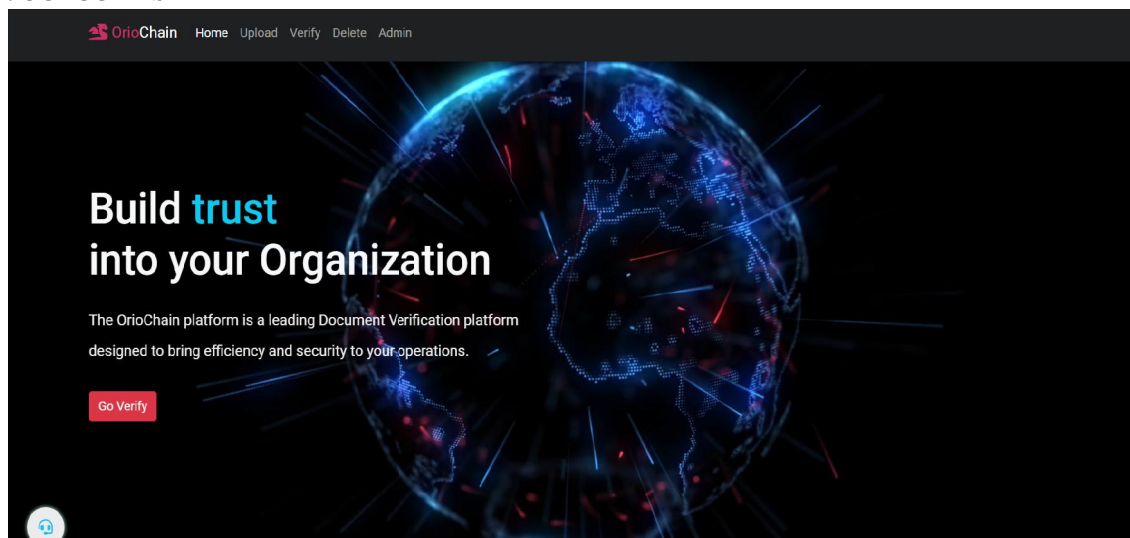 OrioChain Home Upload Verify Delete Admin
Build trust
into your Organization
The OrioChain platform is a leading Document Verification platform
designed to bring efficiency and security to your operations.
Go Verify